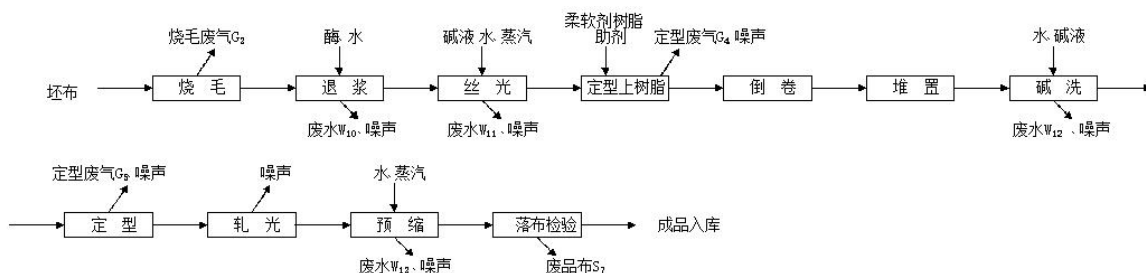 烧毛废气G2
酶、水
碱液 水、蒸汽
柔软剂树脂
助剂
定型废气G4 噪声
水、碱液
坯布
烧 毛
退 浆
丝 光
定型上树脂
倒 卷
堆 置
碱 洗
废水W10、噪声
废水W11、噪声
废水W12 、噪声
定型废气G5、噪声
噪声
水、蒸汽
定 型
轧 光
预 缩
落布检验
成品入库
废水W12、噪声
废品布S7